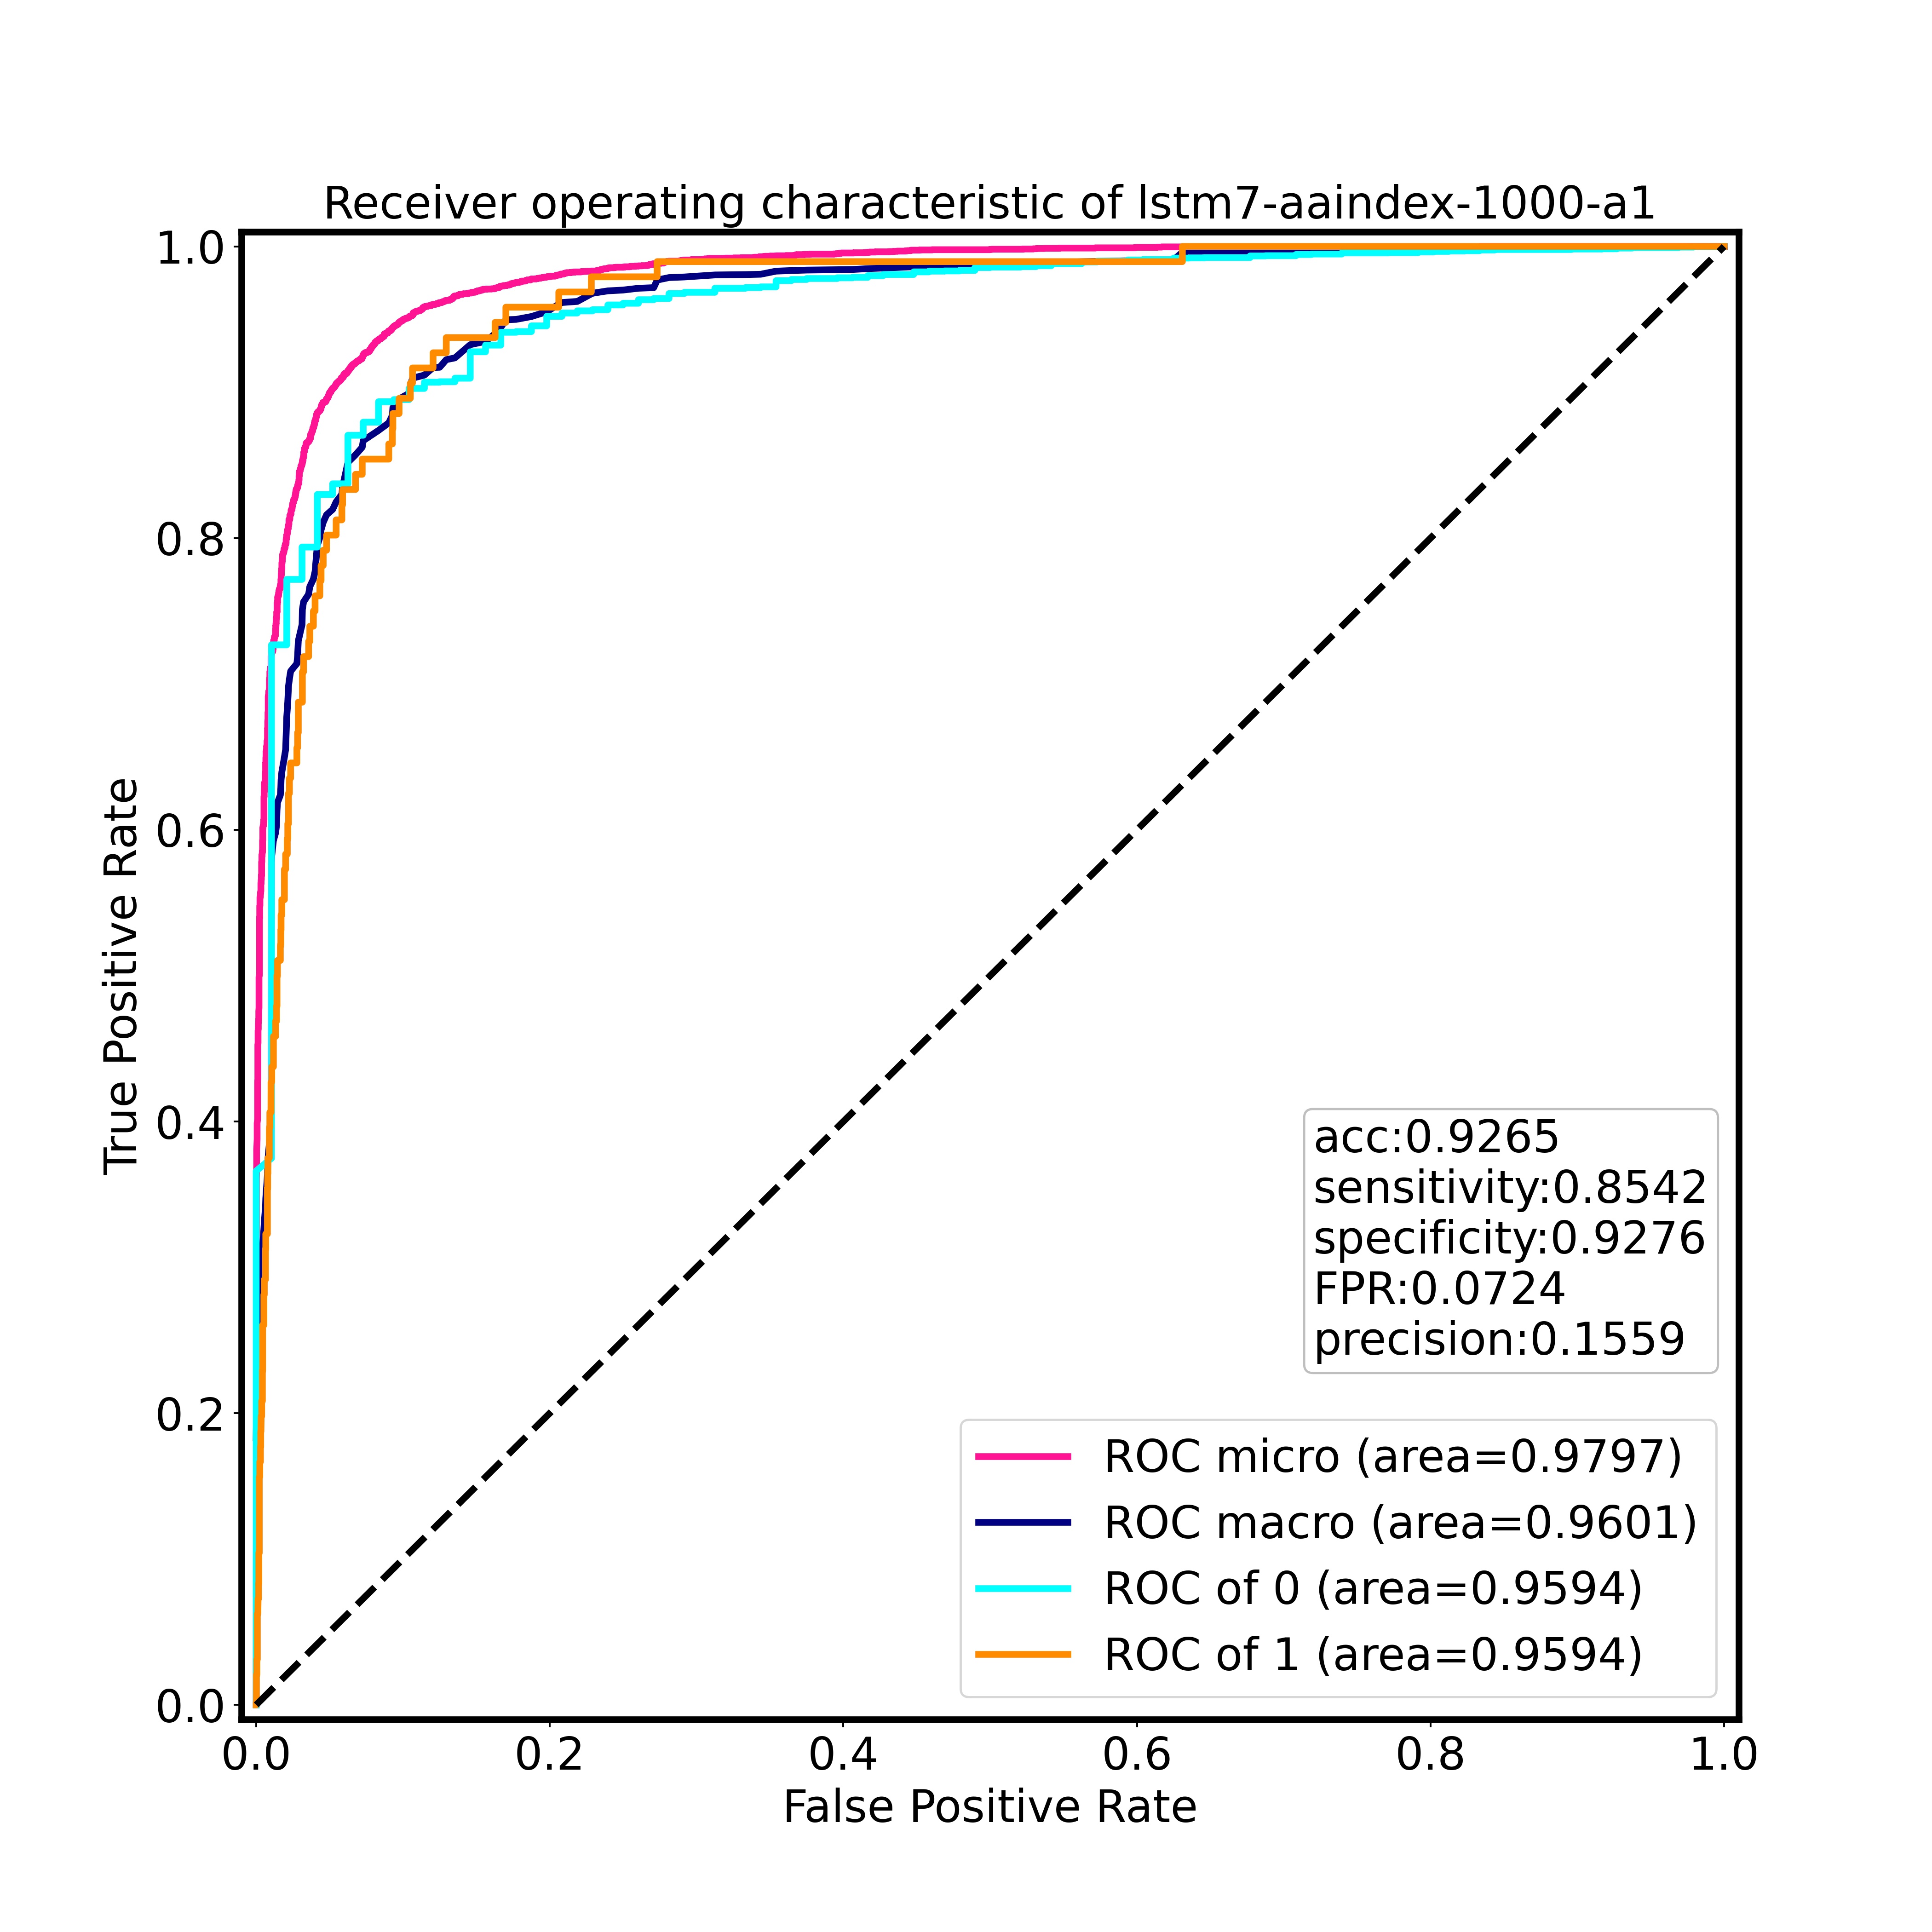 Receiver operating characteristic of lstm7-aaindex-1000-a1
1.0
0.8
0.6
0.4
0.2
0.0
True Positive Rate
acc:0.9265
sensitivity:0.8542
specificity:0.9276
FPR:0.0724
precision:0.1559
ROC micro (area=0.9797)
ROC macro (area=0.9601)
ROC of 0 (area=0.9594)
ROC of 1 (area=0.9594)
0.0 0.2 0.4 0.6 0.8 1.0
False Positive Rate